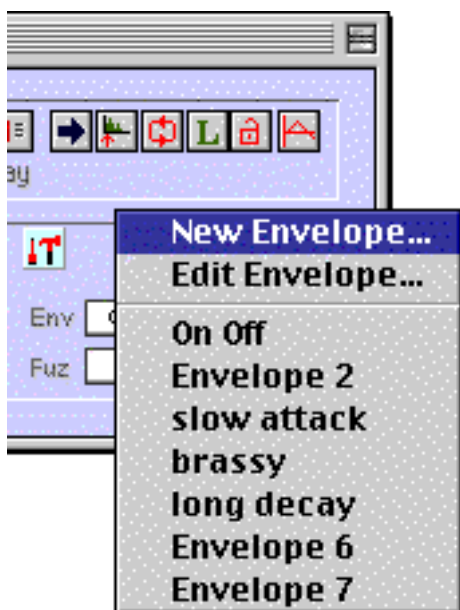 L
ay
New Envelope...
Edit Envelope...
Env
On Off
Envelope 2
Fuz
slow attack
brassy
long decay
Envelope 6
Envelope 7